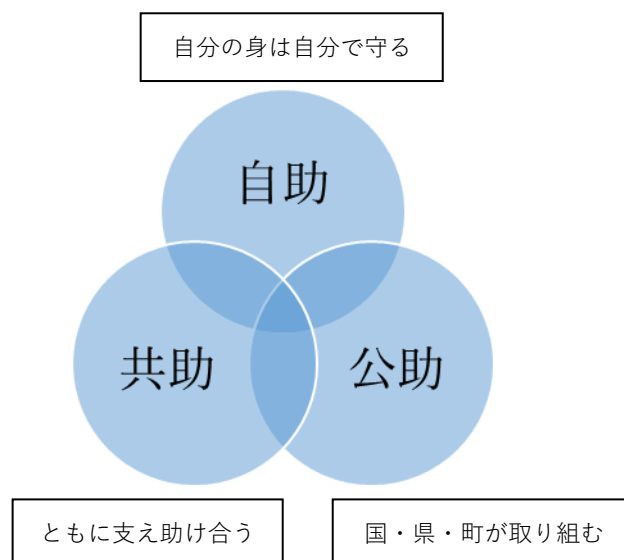 自分の身は自分で守る
自助
共助
公助
ともに支え助け合う
国・県・町が取り組む